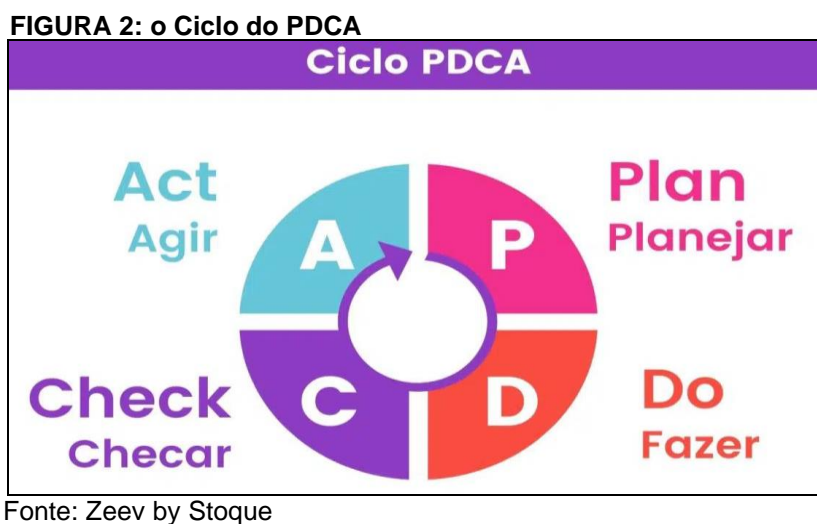 FIGURA 2: o Ciclo do PDCA
Ciclo PDCA
Act
Agir
A
P
Plan
Planejar
Check
Checar
C
D
Do
Fazer
Fonte: Zeev by Stoque